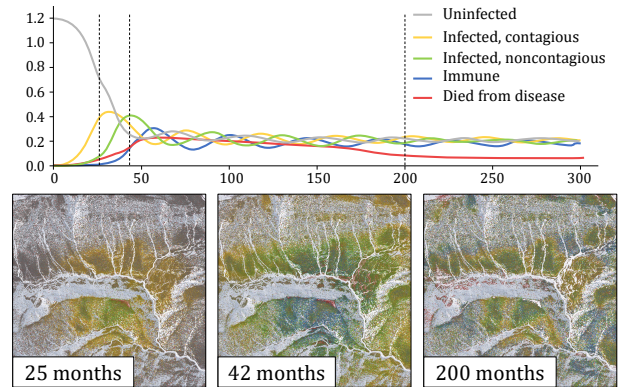 Uninfected
Infected, contagious
Infected, noncontagious
Immune
Died from disease
1.2
1.0
0.8
0.6
0.4
0.2
0.0
0 50 100 150 200 250 300
25 months 42 months 200 months